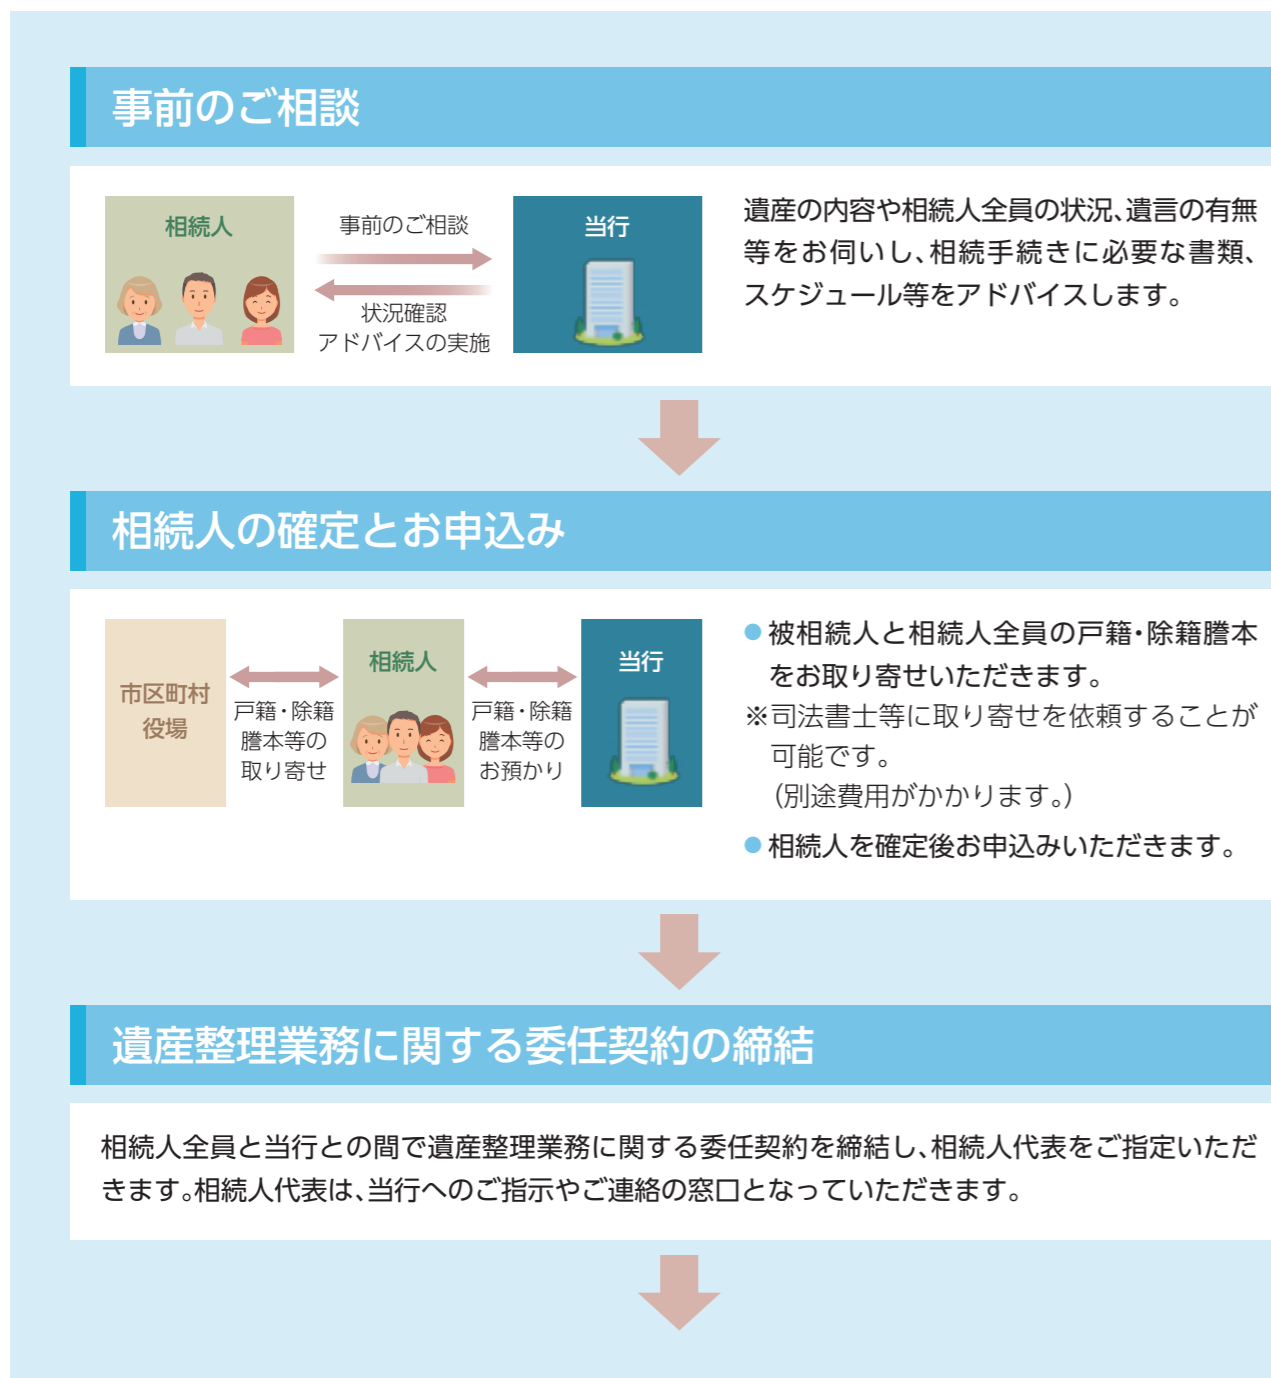 事前のご相談
相続人
事前のご相談
状況確認
アドバイスの実施
当行
遺産の内容や相続人全員の状況、遺言の有無
等をお伺いし、相続手続きに必要な書類、
スケジュール等をアドバイスします。
相続人の確定とお申込み
市区町村
役場
戸籍・除籍
謄本等の
取り寄せ
相続人
戸籍・除籍
謄本等の
お預かり
当行
●被相続人と相続人全員の戸籍・除籍謄本
をお取り寄せいただきます。
※司法書士等に取り寄せを依頼することが
可能です。
（別途費用がかかります。）
●相続人を確定後お申込みいただきます。
遺産整理業務に関する委任契約の締結
相続人全員と当行との間で遺産整理業務に関する委任契約を締結し、相続人代表をご指定いただ
きます。相続人代表は、当行へのご指示やご連絡の窓口となっていただきます。